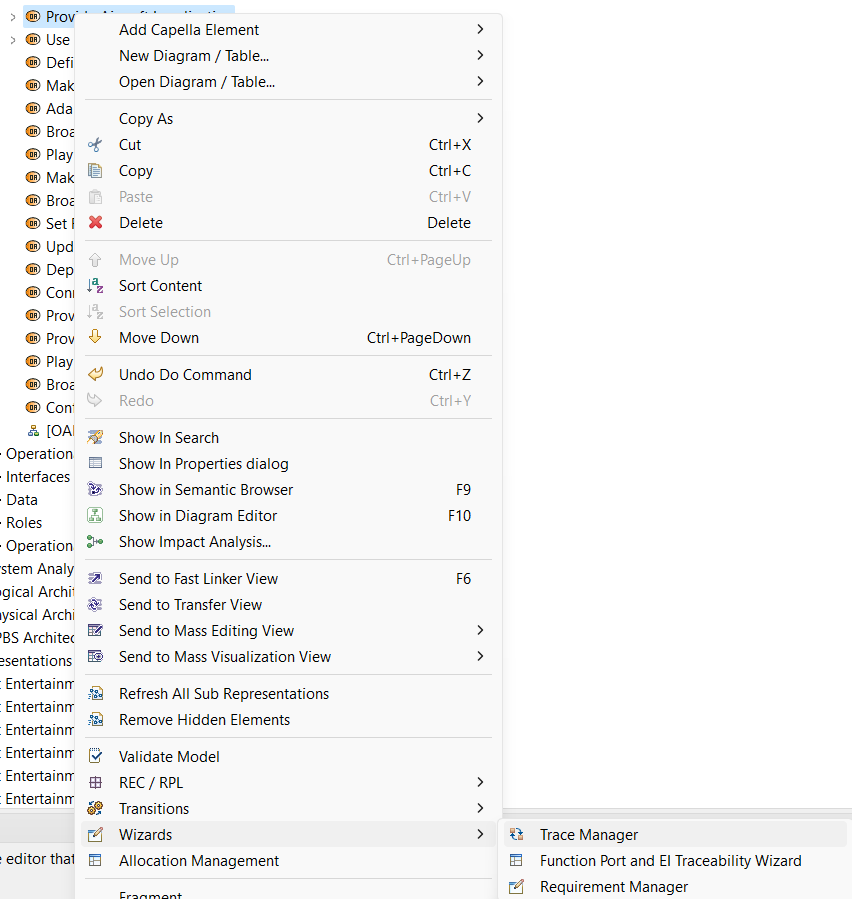 Provide Aircraft Localization
Add Capella Element
Use
New Diagram / Table...
Defi
Open Diagram / Table...
Mak
Ada
Copy As
Broa
Cut Ctrl+X
Play
Copy Ctrl+C
Mak
Paste Ctrl+V
Broa
Set F
Delete Delete
Upd
Dep
Move Up Ctrl+PageUp
Conn
Sort Content
Prov
Sort Selection
Prov
Move Down Ctrl+PageDown
Play
Undo Do Command Ctrl+Z
Broa
Redo Ctrl+Y
Cont
[OA
Show In Search
Operation
Show In Properties dialog
Interfaces
Show in Semantic Browser F9
Data
Show in Diagram Editor F10
Roles
Show Impact Analysis...
Operation
ystem Analy
Send to Fast Linker View F6
ogical Archit
Send to Transfer View
ysical Archi
Send to Mass Editing View
PBS Architec
Send to Mass Visualization View
esentations
t Entertainm
Refresh All Sub Representations
t Entertainm
Remove Hidden Elements
t Entertainm
t Entertainm
Validate Model
t Entertainm
REC / RPL
t Entertainm
Transitions
Wizards
Trace Manager
e editor that
Allocation Management
Function Port and EI Traceability Wizard
Requirement Manager
Fragment